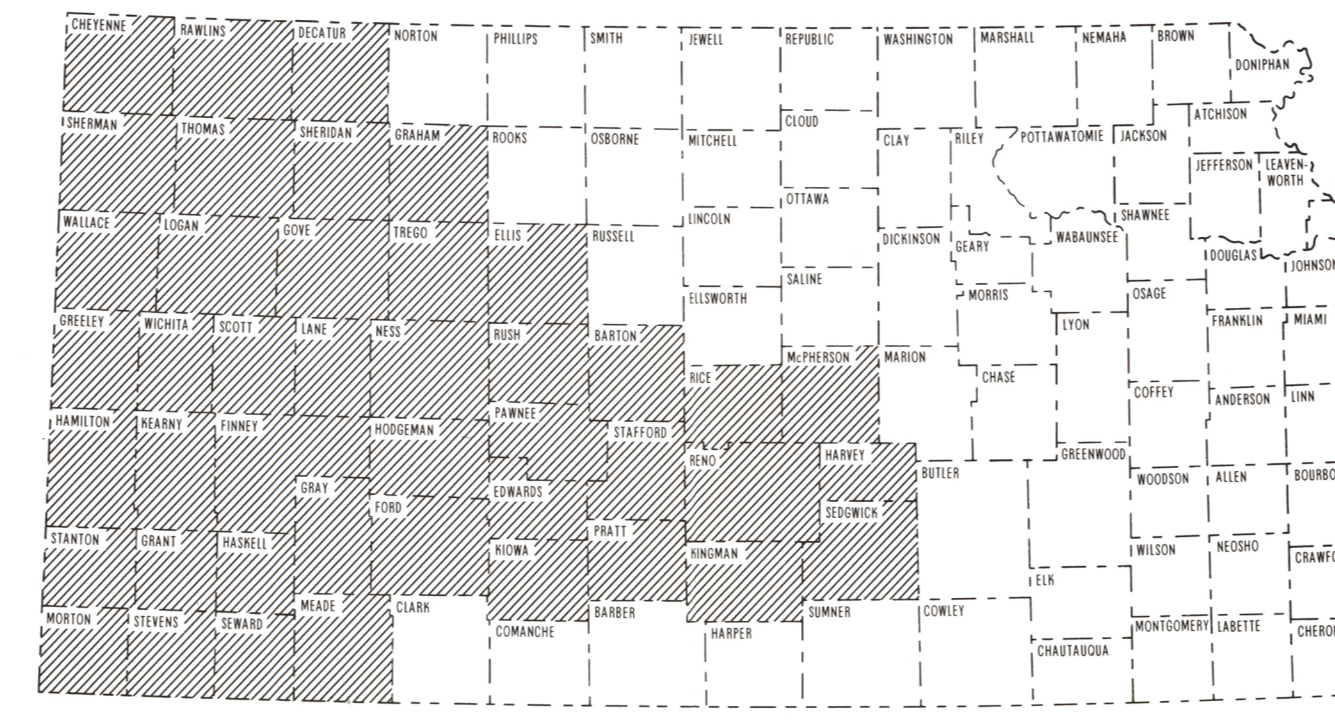 CHEYENNE
RAWLINS
DECATUR
NORTON
PHILLIPS
SMITH
JEWELL
REPUBLIC
WASHINGTON
MARSHALL
NEMAHA
BROWN
DONIPHAN
SHERMAN
THOMAS
SHERIDAN
GRAHAM
ROOKS
OSBORNE
MITCHELL
CLOUD
CLAY
RILEY
POTTAWATOMIE
JACKSON
ATCHISON
JEFFERSON
LEAVEN-
WORTH
WALLACE
LOGAN
GOVE
TREGO
ELLIS
RUSSELL
LINCOLN
OTTAWA
DICKINSON
GEARY
WABAUNSEE
SHAWNEE
DOUGLAS
JOHNSON
GREELEY
WICHITA
SCOTT
LANE
NESS
RUSH
BARTON
ELLSWORTH
SALINE
MORRIS
LYON
OSAGE
FRANKLIN
MIAMI
RICE
McPHERSON
MARION
CHASE
COFFEY
ANDERSON
LINN
HAMILTON
KEARNY
FINNEY
HODGEMAN
PAWNEE
STAFFORD
RENO
HARVEY
BUTLER
GREENWOOD
WOODSON
ALLEN
BOURBO
GRAY
FORD
EDWARDS
PRATT
SEDGWICK
STANTON
GRANT
HASKELL
KIOWA
KINGMAN
WILSON
NEOSHO
CRAWFO
ELK
MORTON
STEVENS
SEWARD
MEADE
CLARK
COMANCHE
BARBER
HARPER
SUMNER
COWLEY
CHAUTAUQUA
MONTGOMERY
LABETTE
CHERO